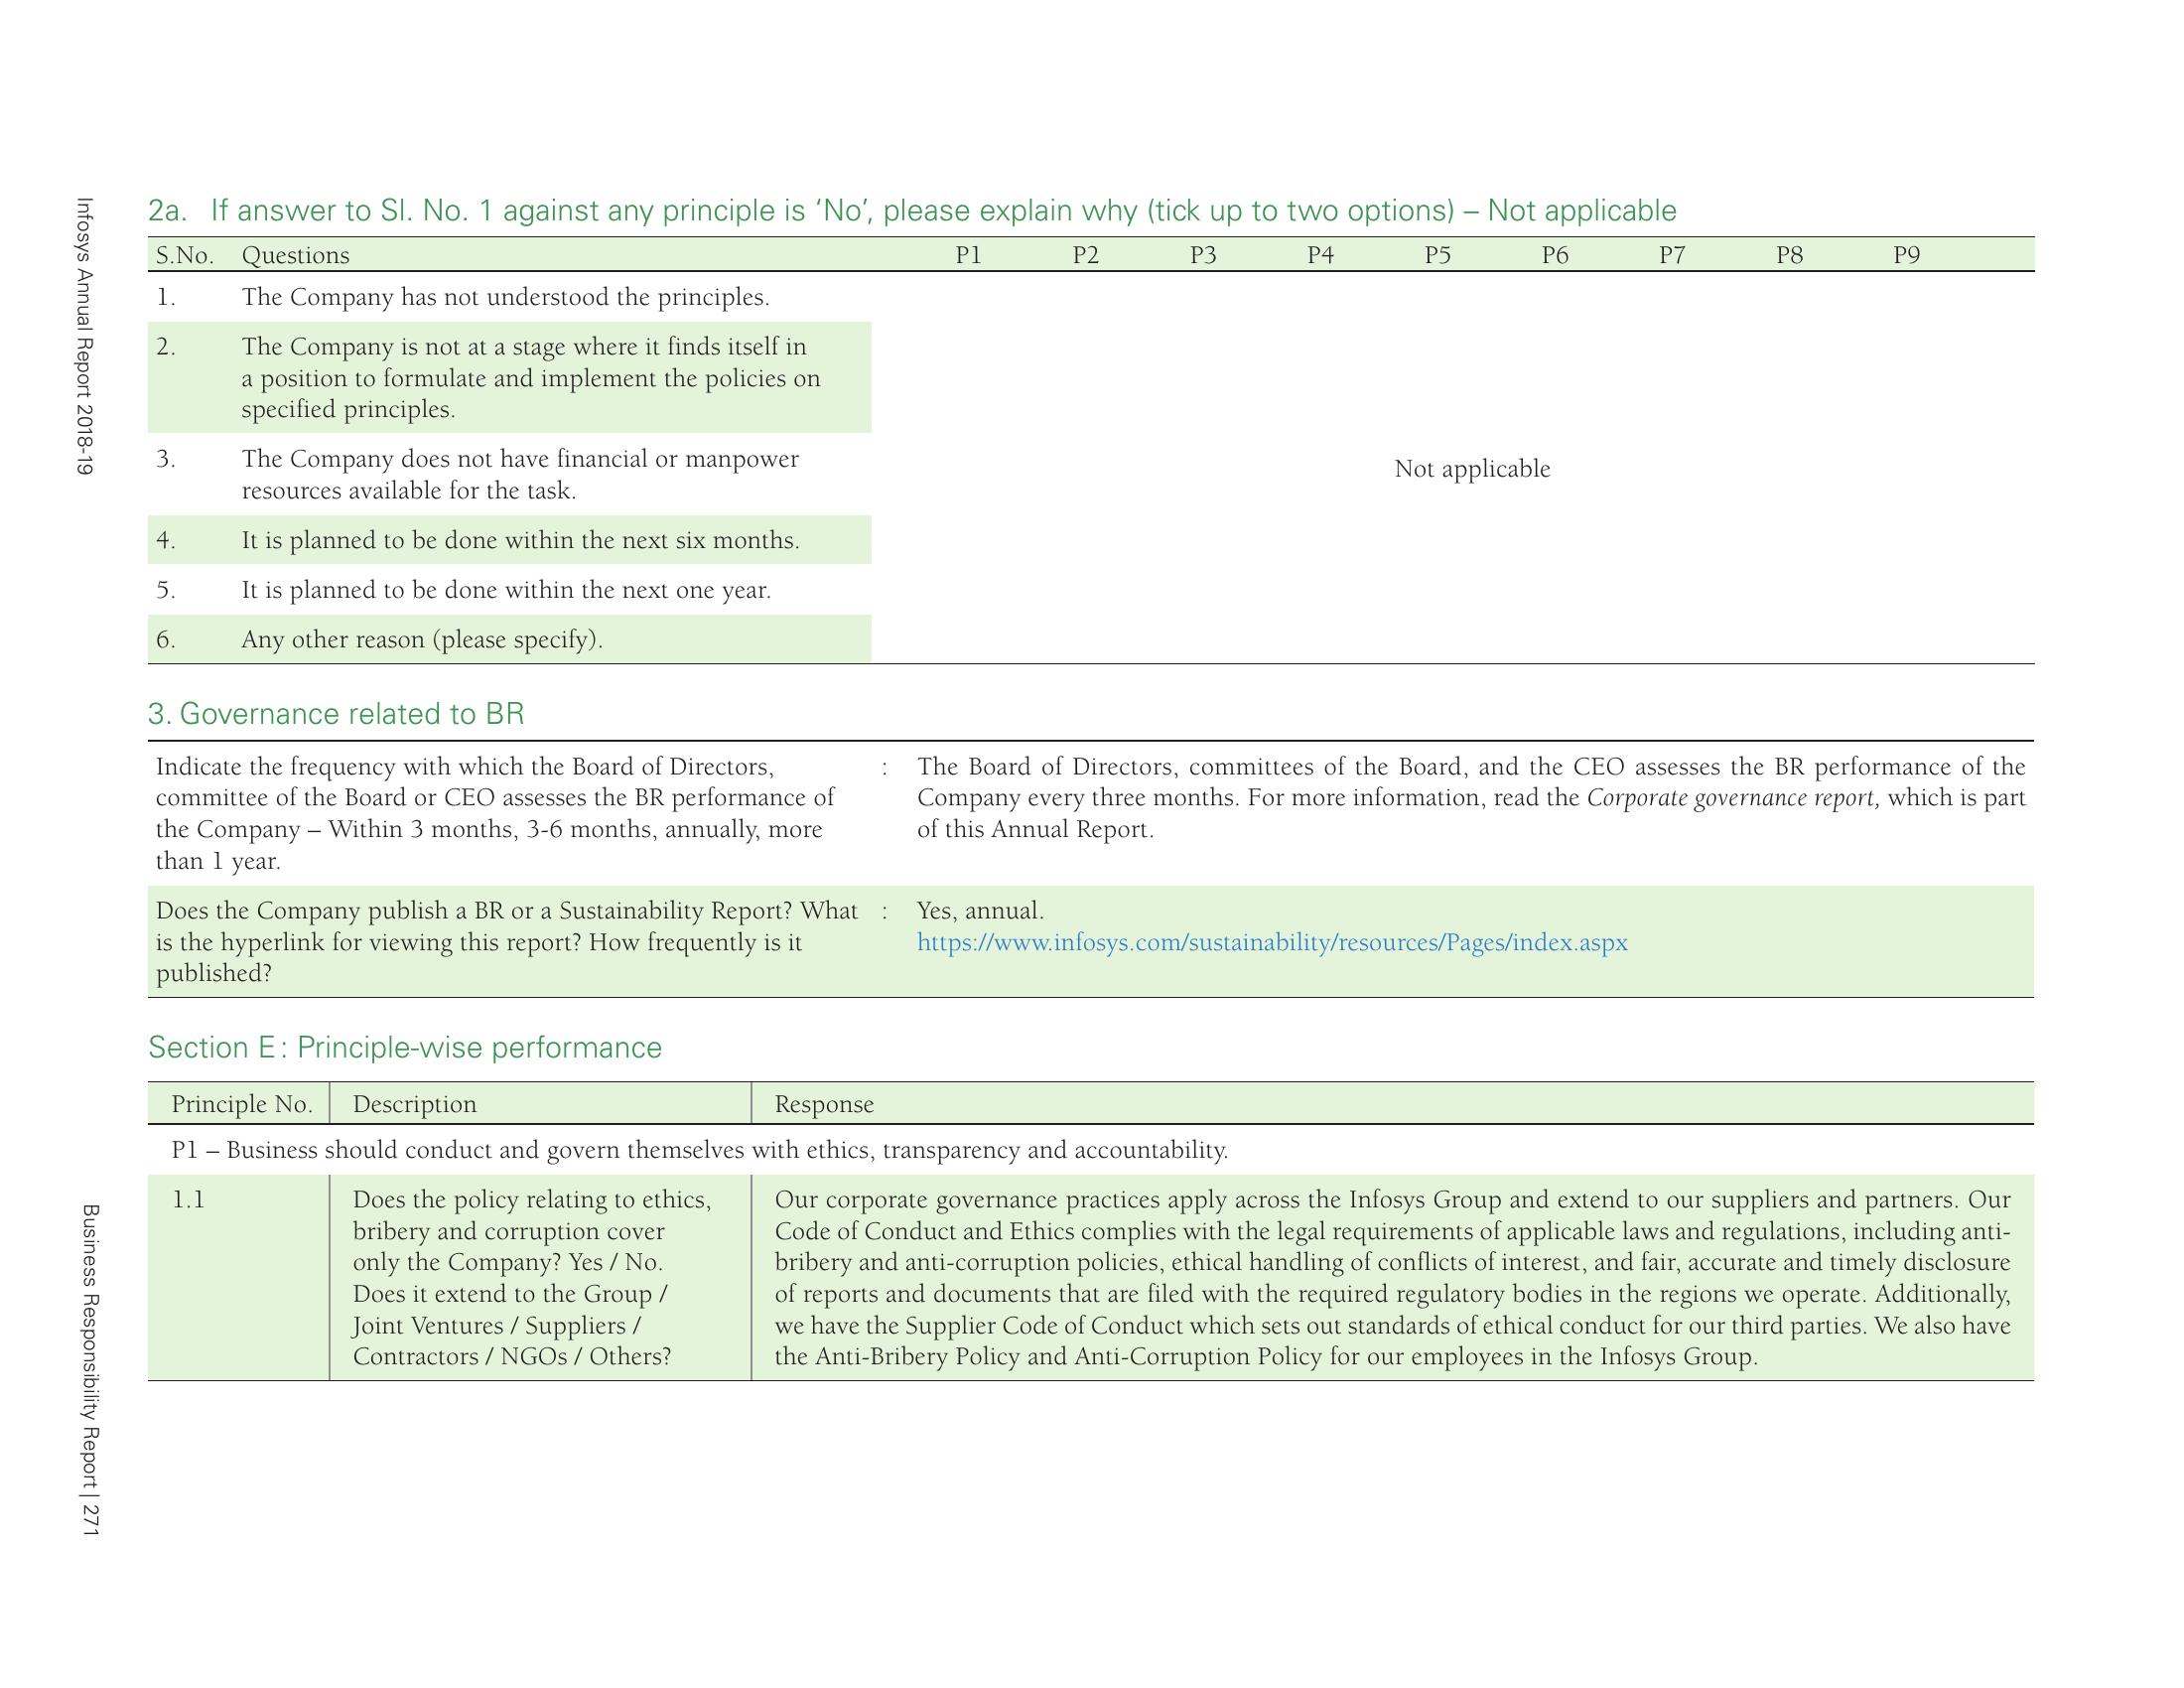 Infosys Annual Report 2018-19
2a. If answer to Sl. No. 1 against any principle is ‘No’, please explain why (tick up to two options) – Not applicable
S.No. Questions P1 P2 P3 P4 P5 P6 P7 P8 P9
1. The Company has not understood the principles.
2. The Company is not at a stage where it finds itself in
a position to formulate and implement the policies on
specified principles.
3. The Company does not have financial or manpower
resources available for the task.
Not applicable
4. It is planned to be done within the next six months.
5. It is planned to be done within the next one year.
6. Any other reason (please specify).
3. Governance related to BR
Indicate the frequency with which the Board of Directors,
committee of the Board or CEO assesses the BR performance of
the Company – Within 3 months, 3-6 months, annually, more
than 1 year.
:
The Board of Directors, committees of the Board, and the CEO assesses the BR performance of the
Company every three months. For more information, read the Corporate governance report, which is part
of this Annual Report.
Does the Company publish a BR or a Sustainability Report? What
is the hyperlink for viewing this report? How frequently is it
published?
:
Yes, annual.
https://www.infosys.com/sustainability/resources/Pages/index.aspx
Section E : Principle-wise performance
Principle No. Description Response
P1 – Business should conduct and govern themselves with ethics, transparency and accountability.
1.1
Does the policy relating to ethics,
bribery and corruption cover
only the Company? Yes / No.
Does it extend to the Group /
Joint Ventures / Suppliers /
Contractors / NGOs / Others?
Our corporate governance practices apply across the Infosys Group and extend to our suppliers and partners. Our
Code of Conduct and Ethics complies with the legal requirements of applicable laws and regulations, including anti-
bribery and anti-corruption policies, ethical handling of conflicts of interest, and fair, accurate and timely disclosure
of reports and documents that are filed with the required regulatory bodies in the regions we operate. Additionally,
we have the Supplier Code of Conduct which sets out standards of ethical conduct for our third parties. We also have
the Anti-Bribery Policy and Anti-Corruption Policy for our employees in the Infosys Group.
Business Responsibility Report | 271